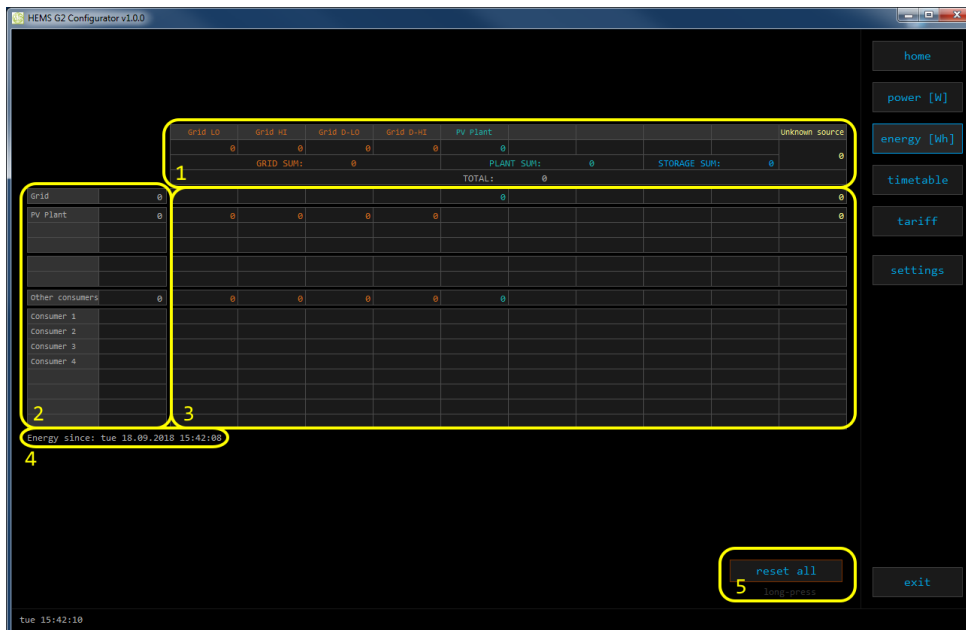 HEMS G2 Configurator v1.0.0
home
power [W]
energy [Wh]
timetable
tariff
settings
Grid LO Grid HI Grid D-LO Grid D-HI PV Plant Unknown source
0 0 0 0 0
0
GRID SUM: 0 PLANT SUM: 0 STORAGE SUM: 0
1
TOTAL: 0
Grid 0 0 0
PV Plant 0 0 0 0 0 0
Other consumers 0 0 0 0 0 0
Consumer 1
Consumer 2
Consumer 3
Consumer 4
2 3
Energy since: tue 18.09.2018 15:42:08
4
reset all
5
long-press
exit
tue 15:42:10